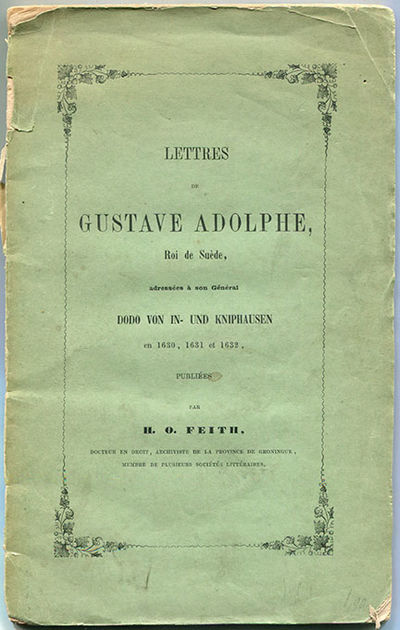 LETTRES
DE
GUSTAVE ADOLPHE,
Roi de Suède,
adressées à son Général
DODO VON IN- UND KNIPHAUSEN
en 1630, 1631 et 1632,
PUBLIÉES
PAR
H. O. FEITH,
DOCTEUR EN DROIT, ARCHIVISTE DE LA PROVINCE DE GRONINGUE,
MEMBRE DE PLUSIEURS SOCIÉTÉS LITTÉRAIRES.